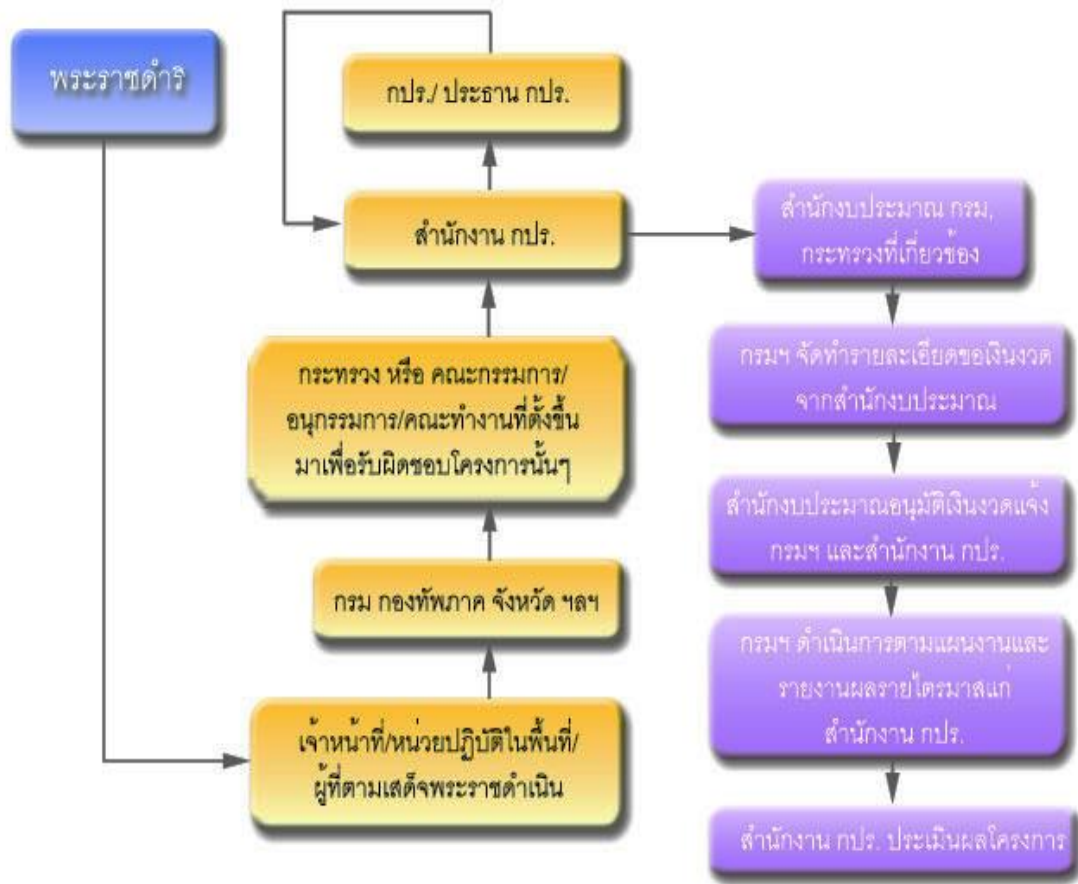 พระราชดำริ
กปร./ ประธาน กปร.
สำนักงาน กปร.
กระทรวง หรือ คณะกรรมการ/
อนุกรรมการ/คณะทำงานที่ตั้งขึ้น
มาเพื่อรับผิดชอบโครงการนั้นๆ
กรม กองทัพภาค จังหวัด ฯลฯ
เจ้าหน้าที่/หน่วยปฏิบัติในพื้นที่/
ผู้ที่ตามเสด็จพระราชดำเนิน
สำนักงบประมาณ กรม,
กระทรวงที่เกี่ยวข้อง
กรมฯ จัดทำรายละเอียดขอเงินงวด
จากสำนักงบประมาณ
สำนักงบประมาณอนุมัติเงินงวดแจ้ง
กรมฯ และสำนักงาน กปร.
กรมฯ ดำเนินการตามแผนงานและ
รายงานผลรายไตรมาสแก่
สำนักงาน กปร.
สำนักงาน กปร. ประเมินผลโครงการ